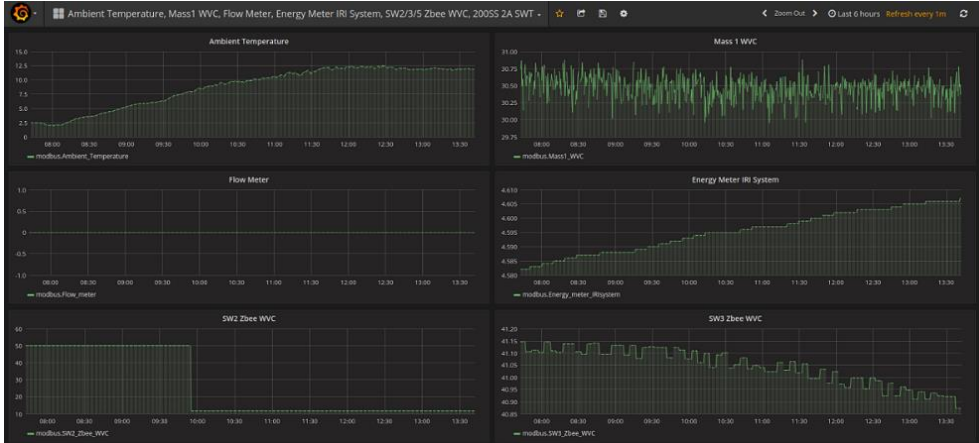 Ambient Temperature, Mass1 WVC, Flow Meter, Energy Meter IRI System, SW2/3/5 Zbee WVC, 200SS 2A SWT
Zoom Out
Last 6 hours Refresh every 1m
Ambient Temperature
15.0
12.5
10.0
7.5
5.0
2.5
0
08:00 08:30 09:00 09:30 10:00 10:30 11:00 11:30 12:00 12:30 13:00 13:30
modbus.Ambient_Temperature
Mass 1 WVC
31.00
30.75
30.50
30.25
30.00
29.75
08:00 08:30 09:00 09:30 10:00 10:30 11:00 11:30 12:00 12:30 13:00 13:30
modbus.Mass1_WVC
Flow Meter
1.0
0.5
0
-0.5
-1.0
08:00 08:30 09:00 09:30 10:00 10:30 11:00 11:30 12:00 12:30 13:00 13:30
modbus.Flow_meter
Energy Meter IRI System
4.610
4.605
4.600
4.595
4.590
4.585
4.580
08:00 08:30 09:00 09:30 10:00 10:30 11:00 11:30 12:00 12:30 13:00 13:30
modbus.Energy_meter_IRIsystem
SW2 Zbee WVC
60
50
40
30
20
10
08:00 08:30 09:00 09:30 10:00 10:30 11:00 11:30 12:00 12:30 13:00 13:30
modbus.SW2_Zbee_WVC
SW3 Zbee WVC
41.20
41.15
41.10
41.05
41.00
40.95
40.90
40.85
08:00 08:30 09:00 09:30 10:00 10:30 11:00 11:30 12:00 12:30 13:00 13:30
modbus.SW3_Zbee_WVC